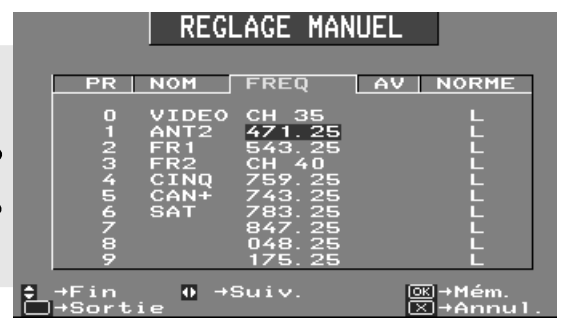 REGLAGE MANUEL
PR NOM FREQ AV NORME
0 VIDEO CH 35 L
1 ANT2 471.25 L
2 FR1 543.25 L
3 FR2 CH 40 L
4 CINQ 759.25 L
5 CAN+ 743.25 L
6 SAT 783.25 L
7 847.25 L
8 048.25 L
9 175.25 L
→Fin →Suiv. OK →Mém.
→Sortie X →Annul.